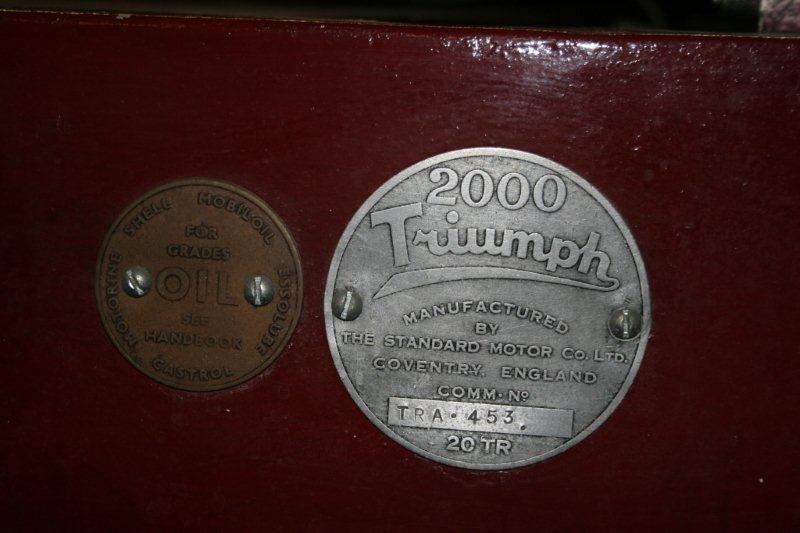 SHELL MOBILOIL
ESSOLUBE
CASTROL
MOTORINE
FOR
GRADES
OIL
SEE
HANDBOOK
2000
Triumph
MANUFACTURED
BY
THE STANDARD MOTOR CO. LTD.
COVENTRY. ENGLAND
COMM. Nº
TRA·453.
20 TR